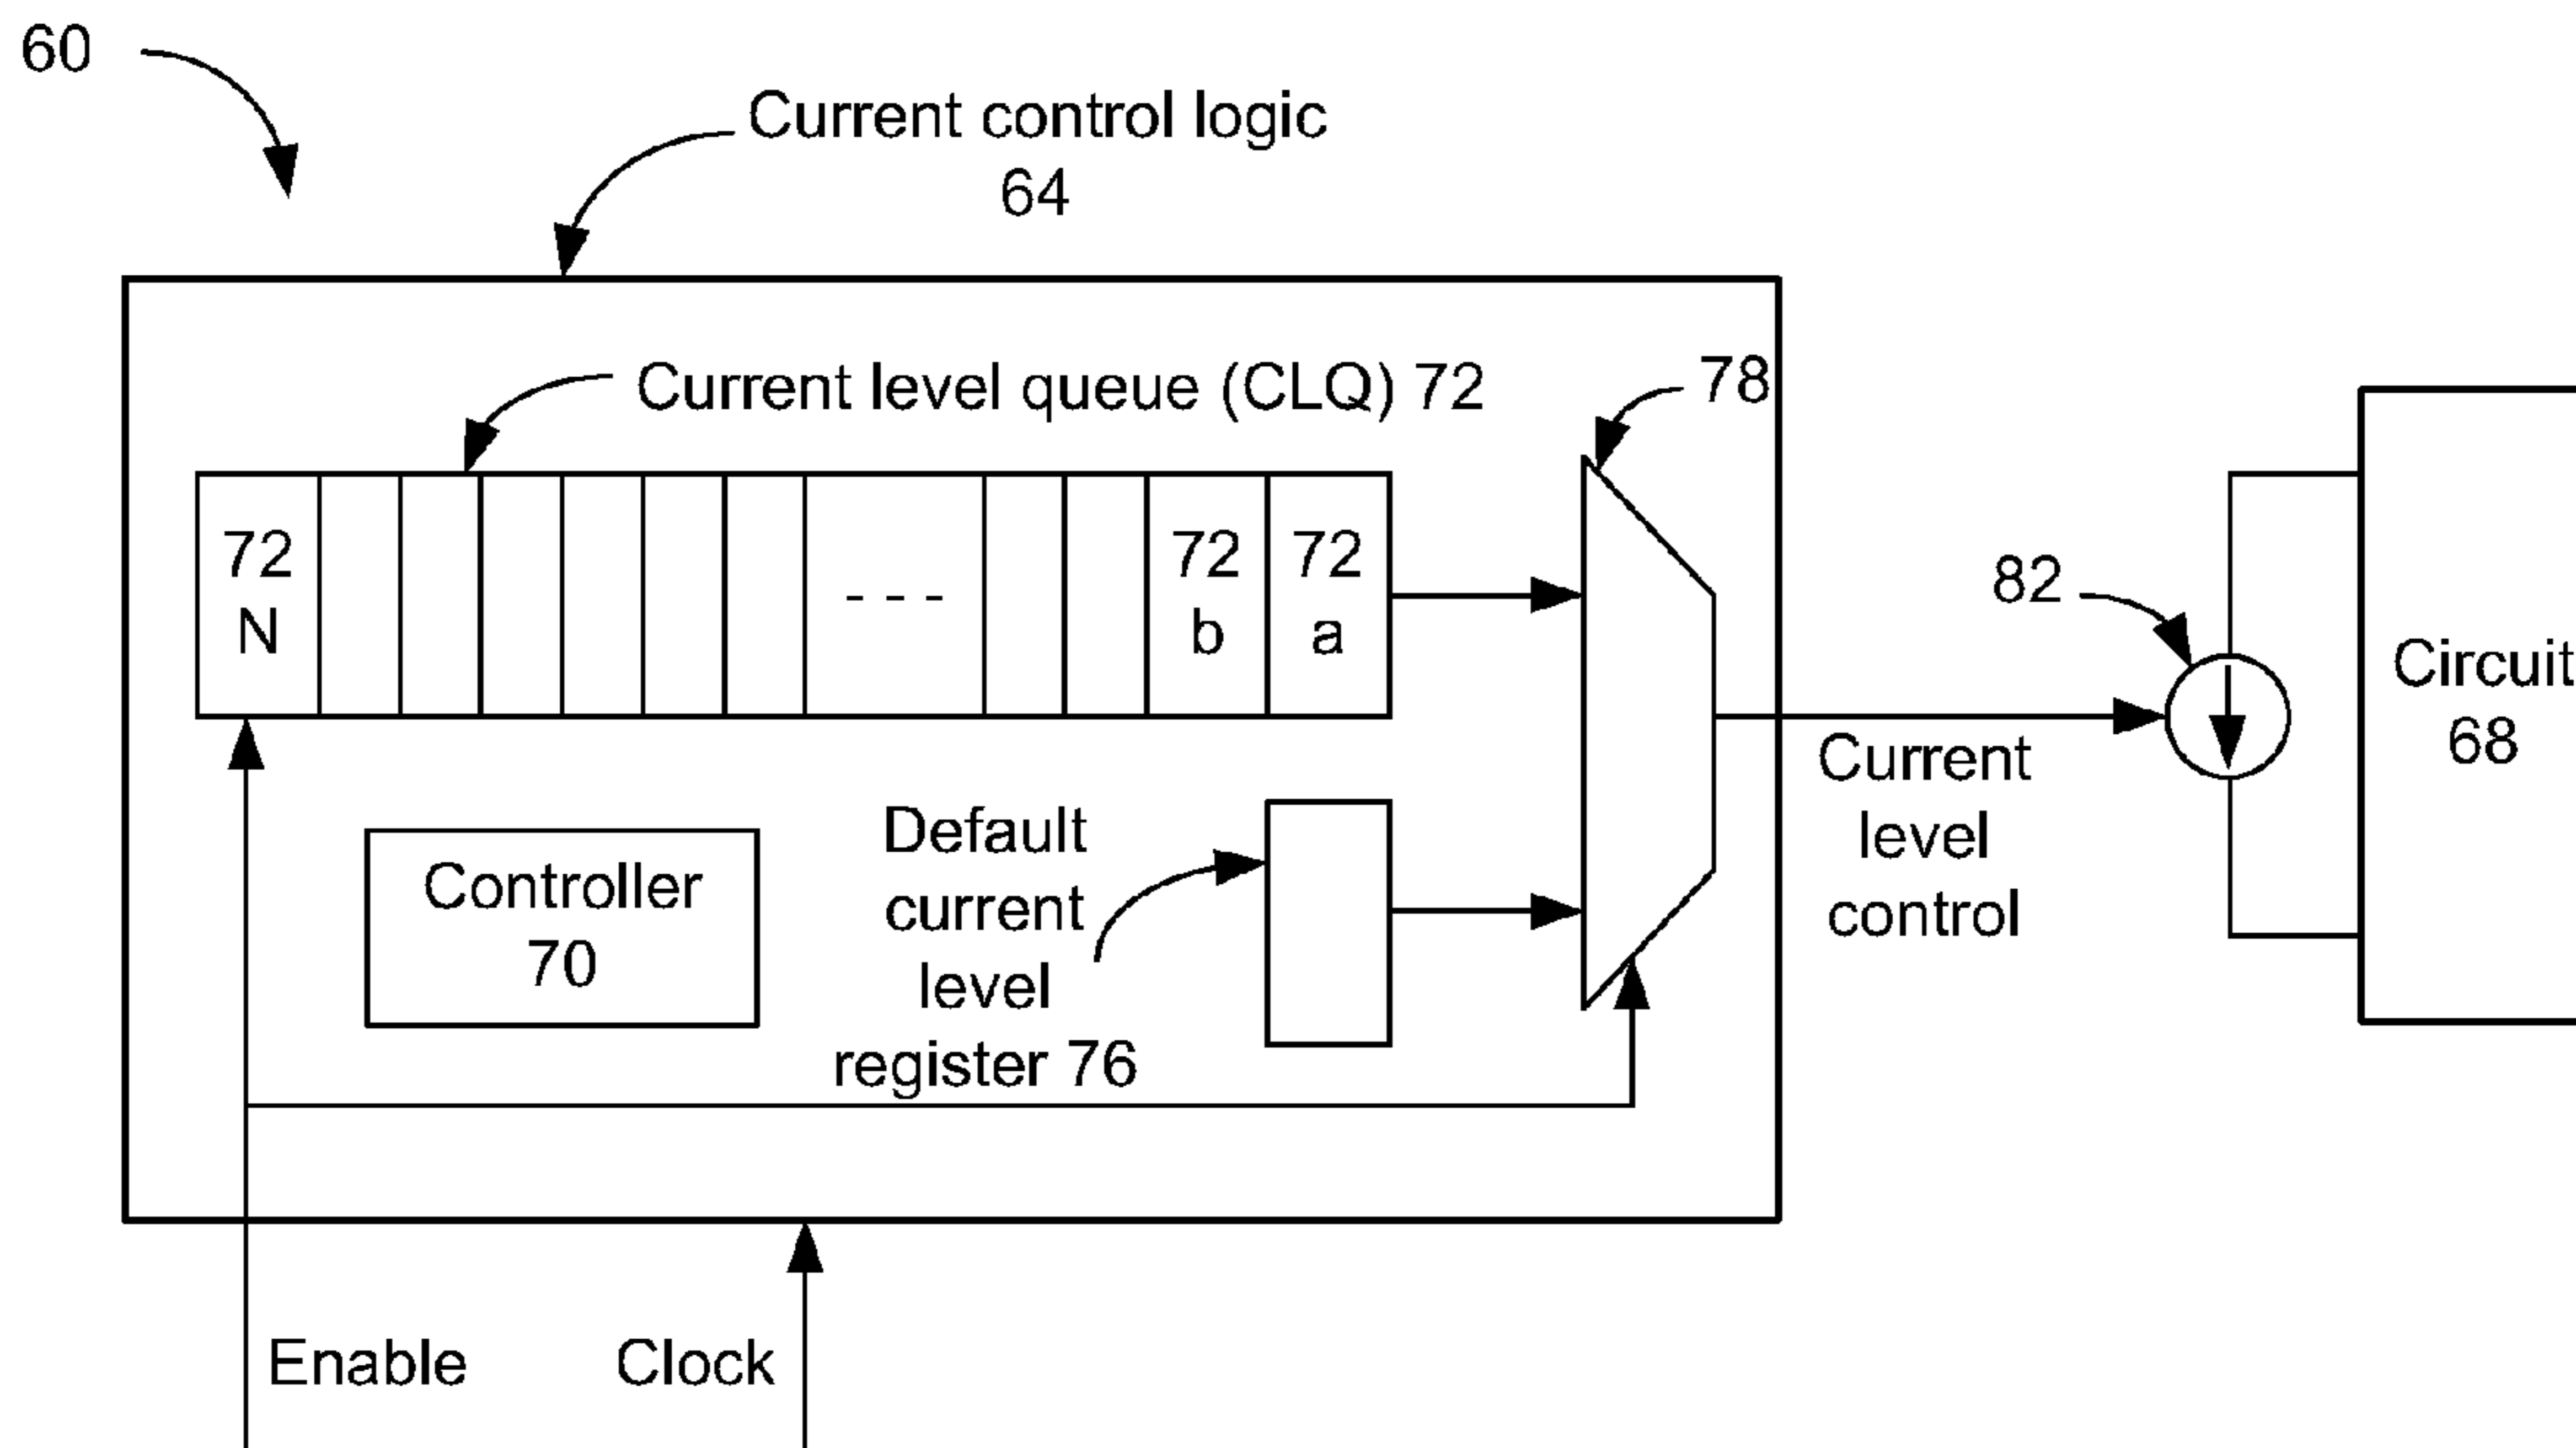 60
Current control logic
64
Current level queue (CLQ) 72
78
72
N
- - -
72
b
72
a
82
Circuit
68
Current
level
control
Controller
70
Default
current
level
register 76
Enable
Clock